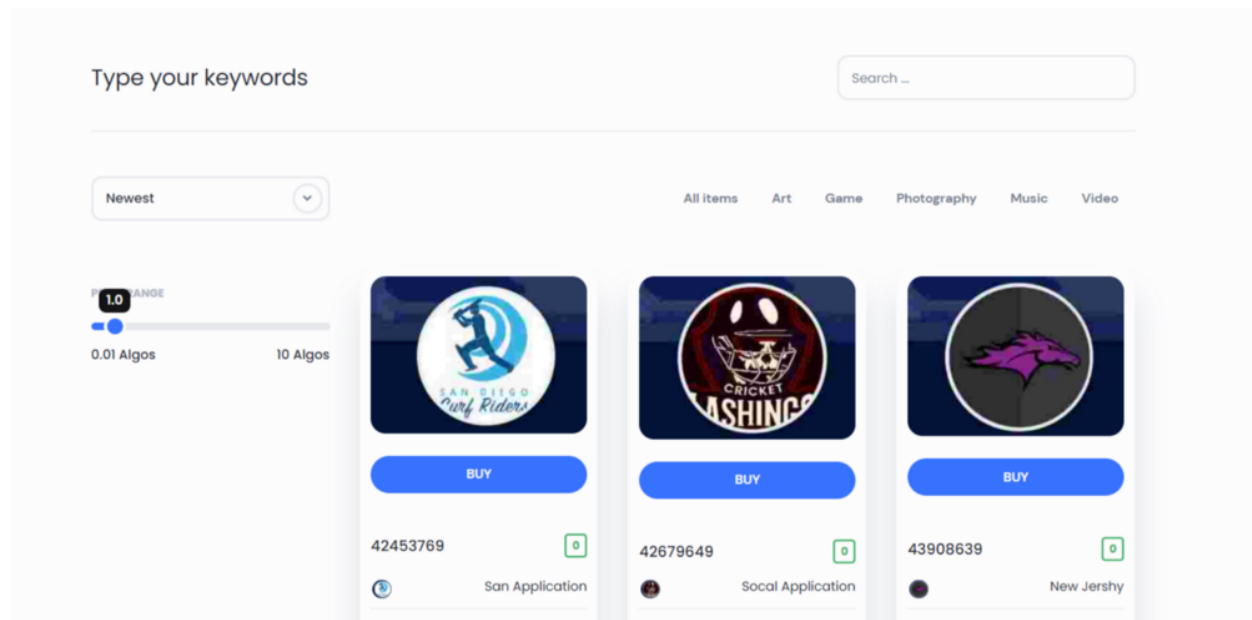 Type your keywords
Search ...
Newest
All items Art Game Photography Music Video
RANGE
1.0
0.01 Algos 10 Algos
SAN DIEGO
Surf Riders
CRICKET
LASHINGS
BUY
BUY
BUY
42453769 0
42679649 0
43908639 0
San Application
Socal Application
New Jershy